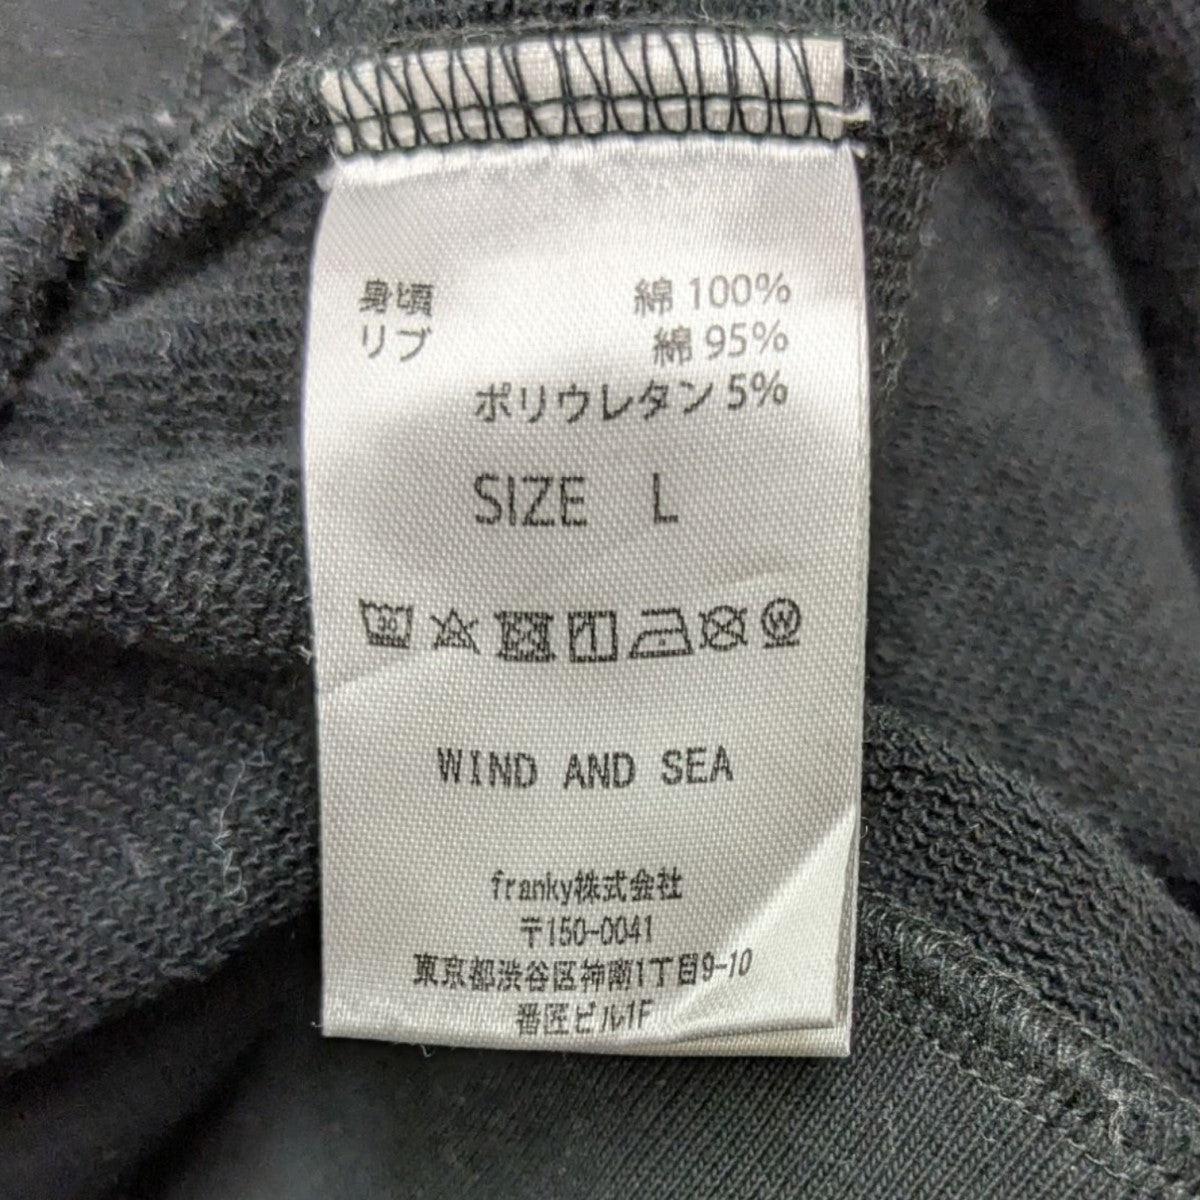 身頃 綿 100%
リブ 綿 95%
ポリウレタン 5%
SIZE L
30 W
WIND AND SEA
franky株式会社
〒150-0041
東京都渋谷区神南1丁目9-10
番匠ビル1F